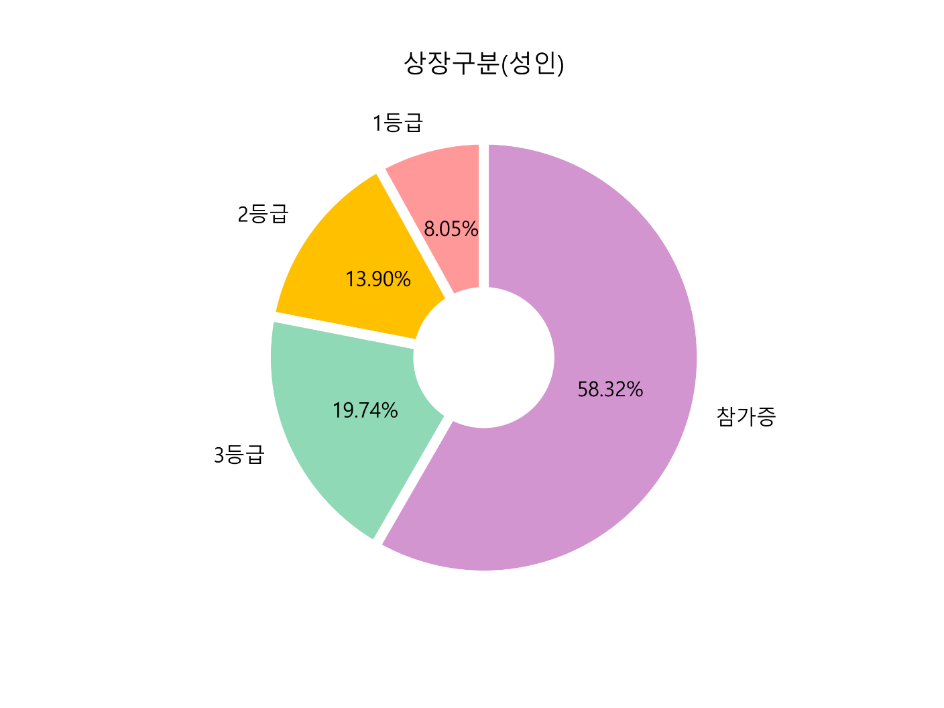 상장구분(성인)
1등급
8.05%
2등급
13.90%
3등급
19.74%
58.32%
참가증